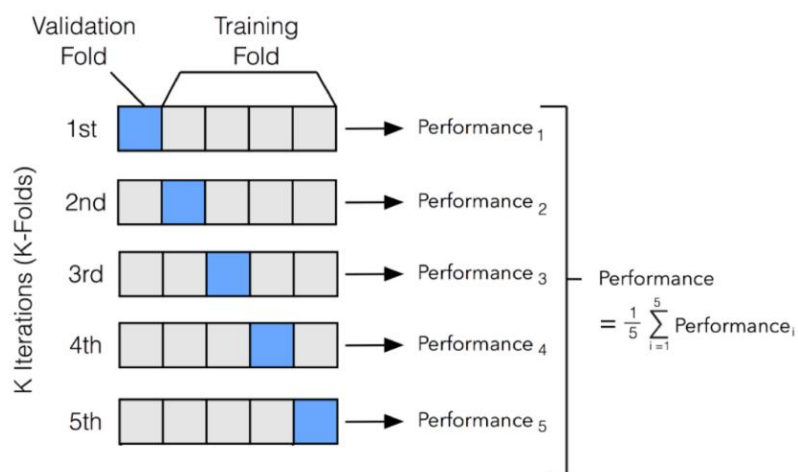 Validation
Fold
Training
Fold
K Iterations (K-Folds)
1st
Performance 1
2nd
Performance 2
3rd
Performance 3
4th
Performance 4
5th
Performance 5
Performance
= 1/5 5∑i=1 Performancei